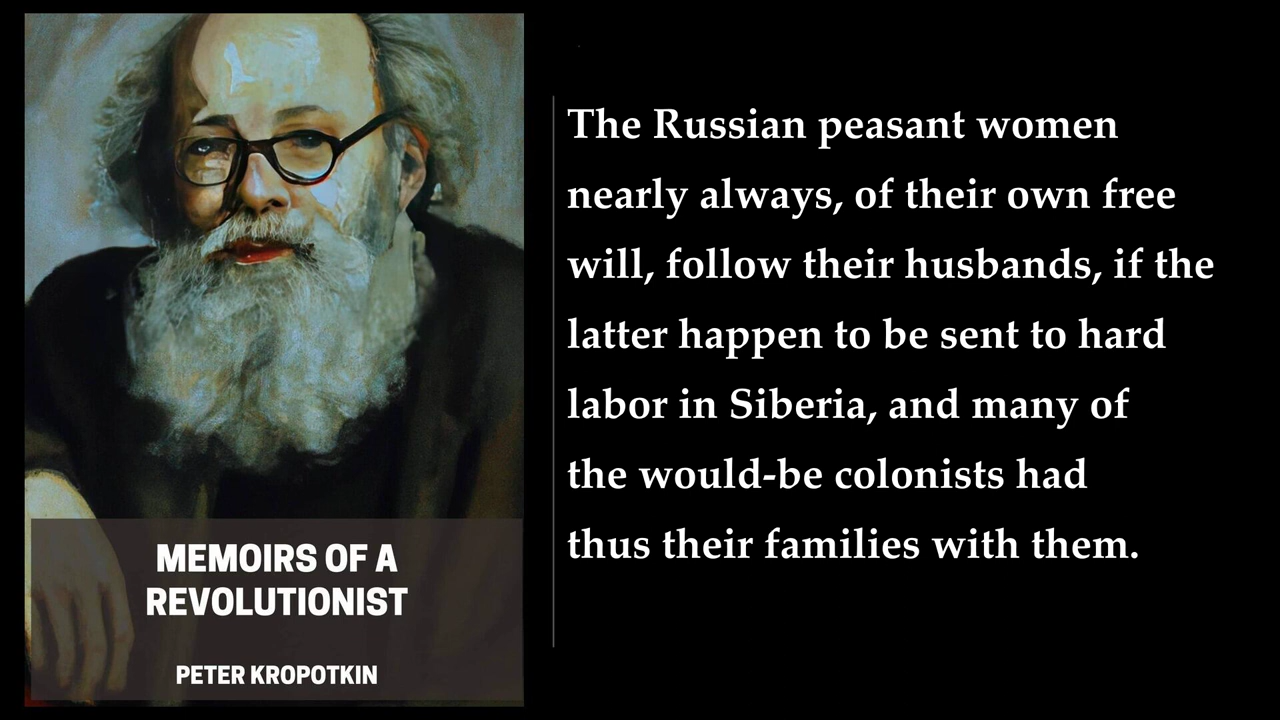 MEMOIRS OF A
REVOLUTIONIST
PETER KROPOTKIN
The Russian peasant women
nearly always, of their own free
will, follow their husbands, if the
latter happen to be sent to hard
labor in Siberia, and many of
the would-be colonists had
thus their families with them.